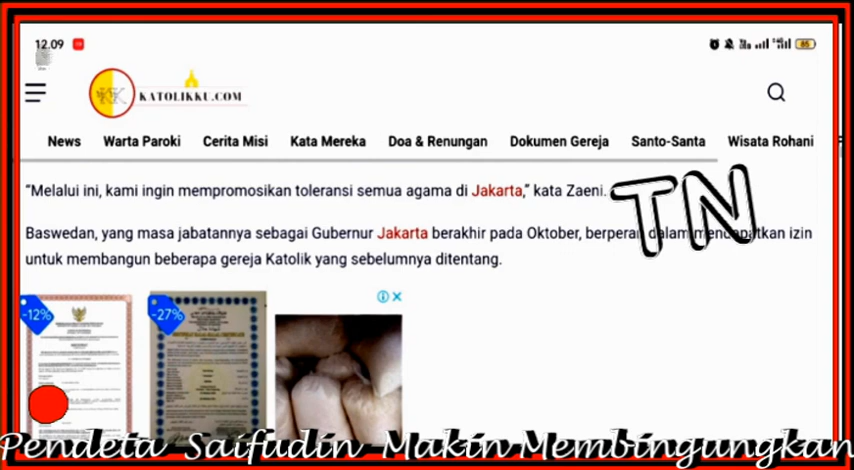 12.09
85
KATOLIKKU.COM
News Warta Paroki Cerita Misi Kata Mereka Doa & Renungan Dokumen Gereja Santo-Santa Wisata Rohani
“Melalui ini, kami ingin mempromosikan toleransi semua agama di Jakarta,” kata Zaeni.
TN
Baswedan, yang masa jabatannya sebagai Gubernur Jakarta berakhir pada Oktober, berperan dalam mendapatkan izin
untuk membangun beberapa gereja Katolik yang sebelumnya ditentang.
-12% -27%
Pendeta Saifudin Makin Membingungkan